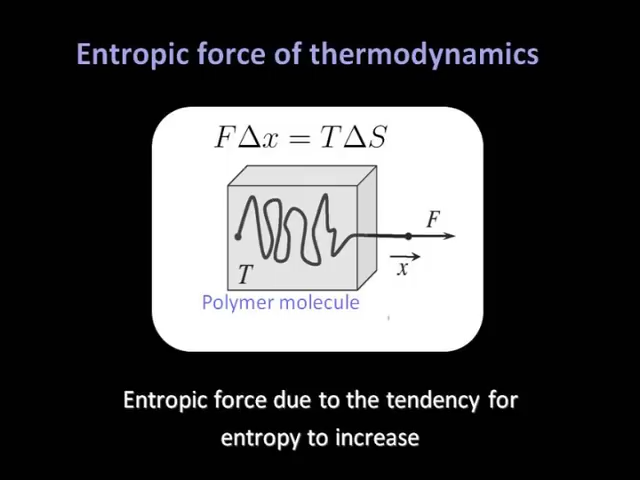 Entropic force of thermodynamics
FΔx = TΔS
F
x
T
Polymer molecule
Entropic force due to the tendency for
entropy to increase